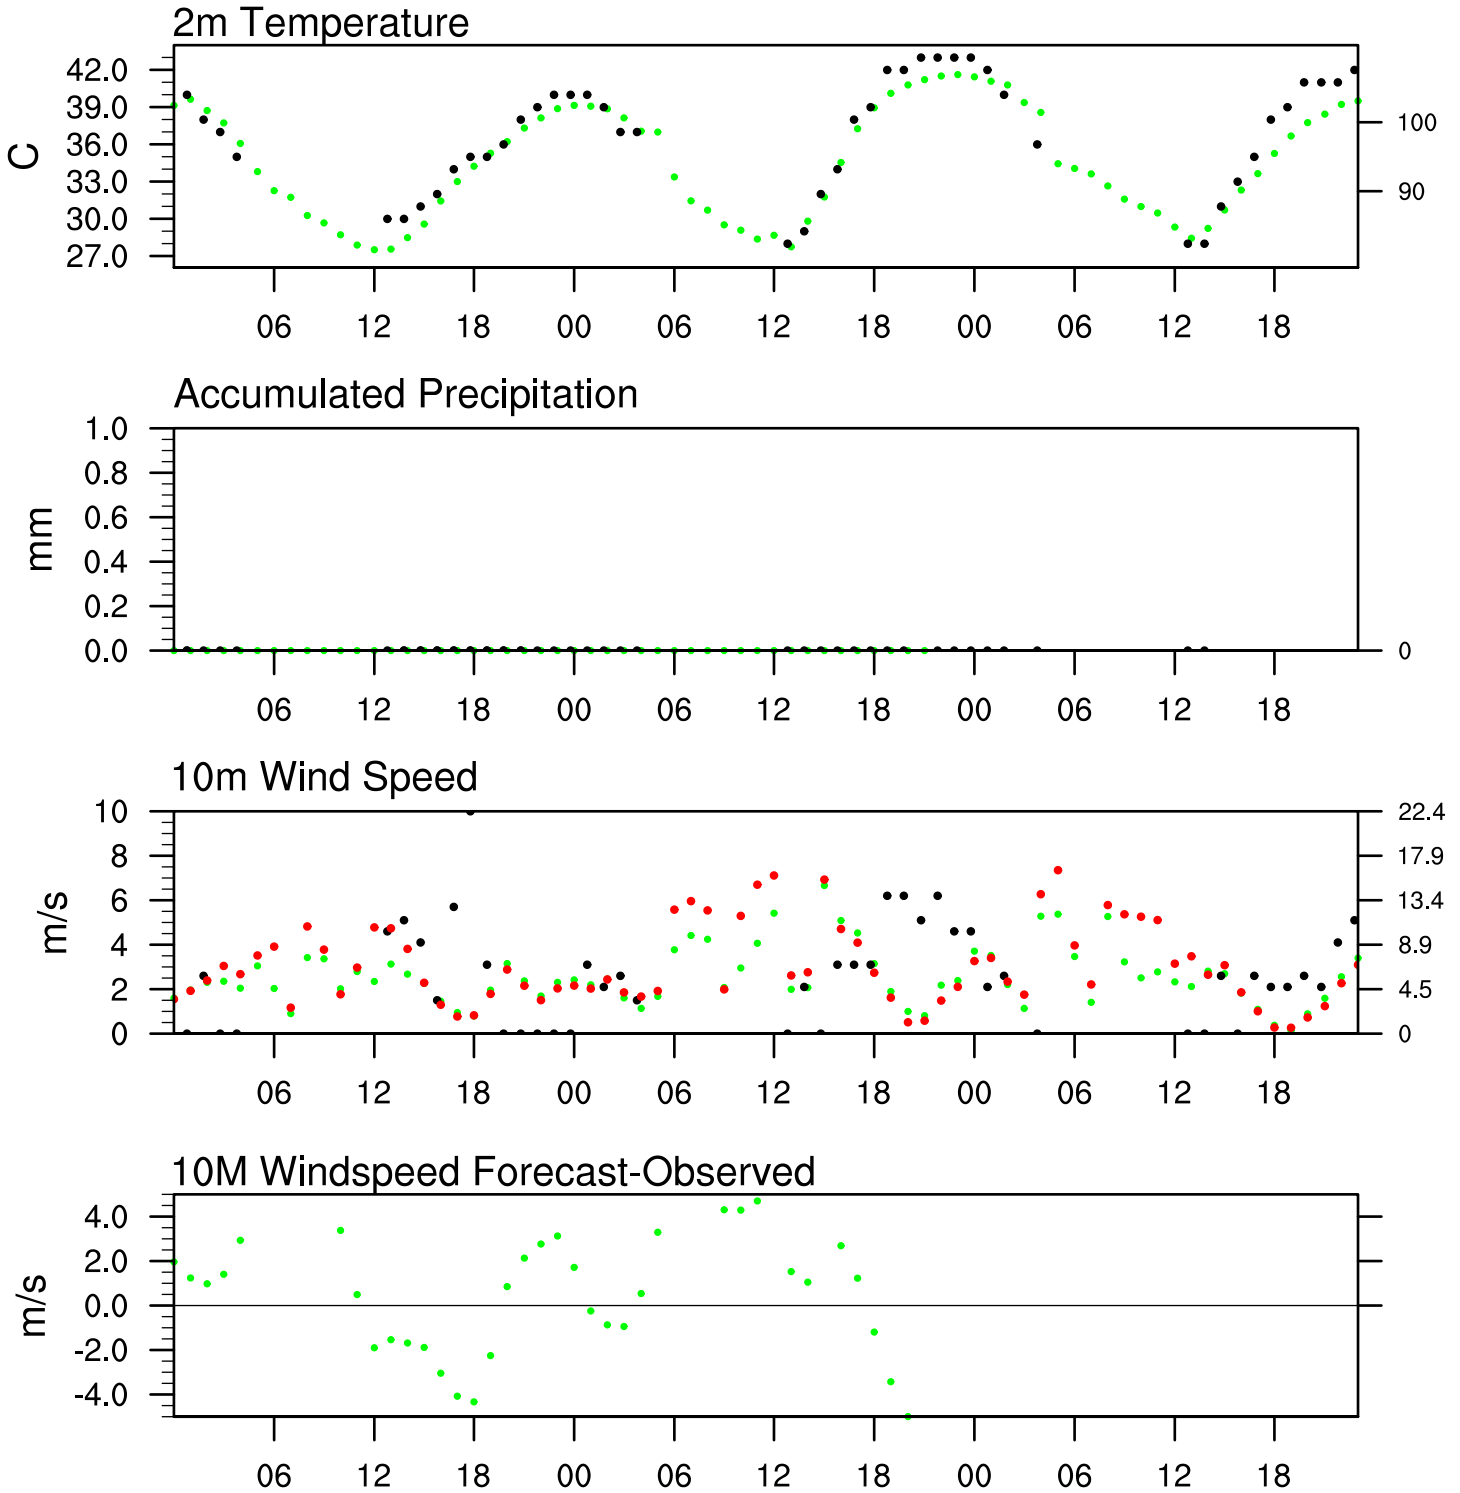 2m Temperature
42.0
39.0
36.0
33.0
30.0
27.0
C
100
90
06 12 18 00 06 12 18 00 06 12 18
Accumulated Precipitation
1.0
0.8
0.6
0.4
0.2
0.0
mm
0
06 12 18 00 06 12 18 00 06 12 18
10m Wind Speed
10
8
6
4
2
0
m/s
22.4
17.9
13.4
8.9
4.5
0
06 12 18 00 06 12 18 00 06 12 18
10M Windspeed Forecast-Observed
4.0
2.0
0.0
-2.0
-4.0
m/s
06 12 18 00 06 12 18 00 06 12 18